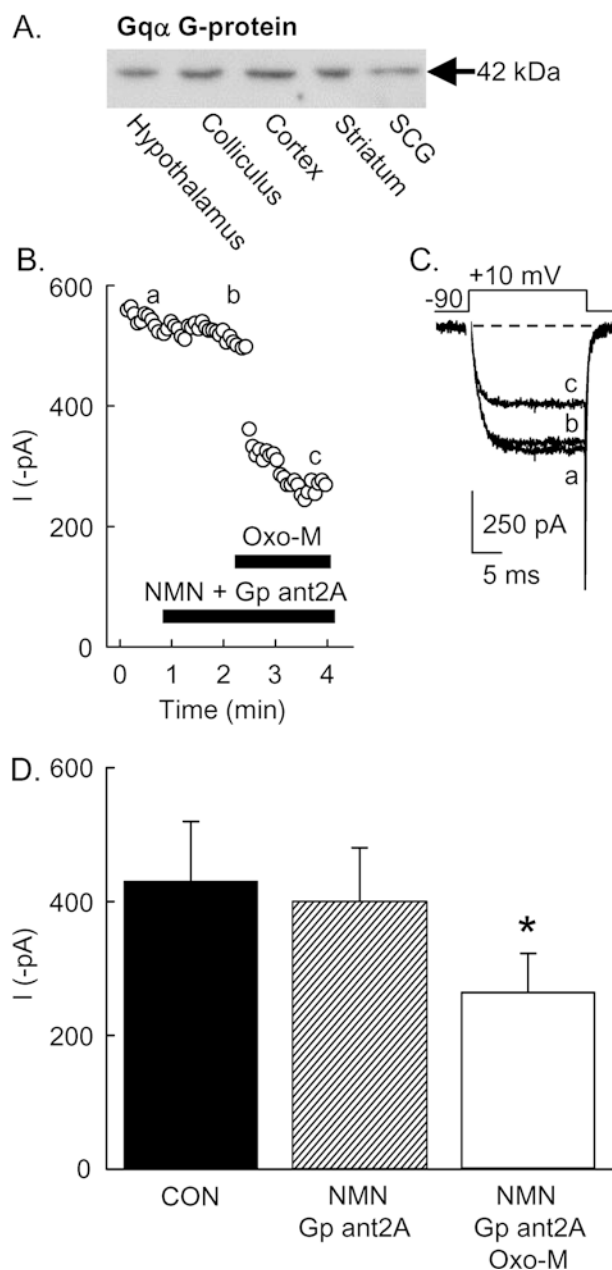 A. Gqα G-protein
42 kDa
Hypothalamus
Colliculus
Cortex
Striatum
SCG
B.
600
400
200
0
I (-pA)
a
b
c
Oxo-M
NMN + Gp ant2A
0 1 2 3 4
Time (min)
C.
+10 mV
-90
c
b
a
250 pA
5 ms
D.
600
400
200
0
I (-pA)
*
CON
NMN
Gp ant2A
NMN
Gp ant2A
Oxo-M